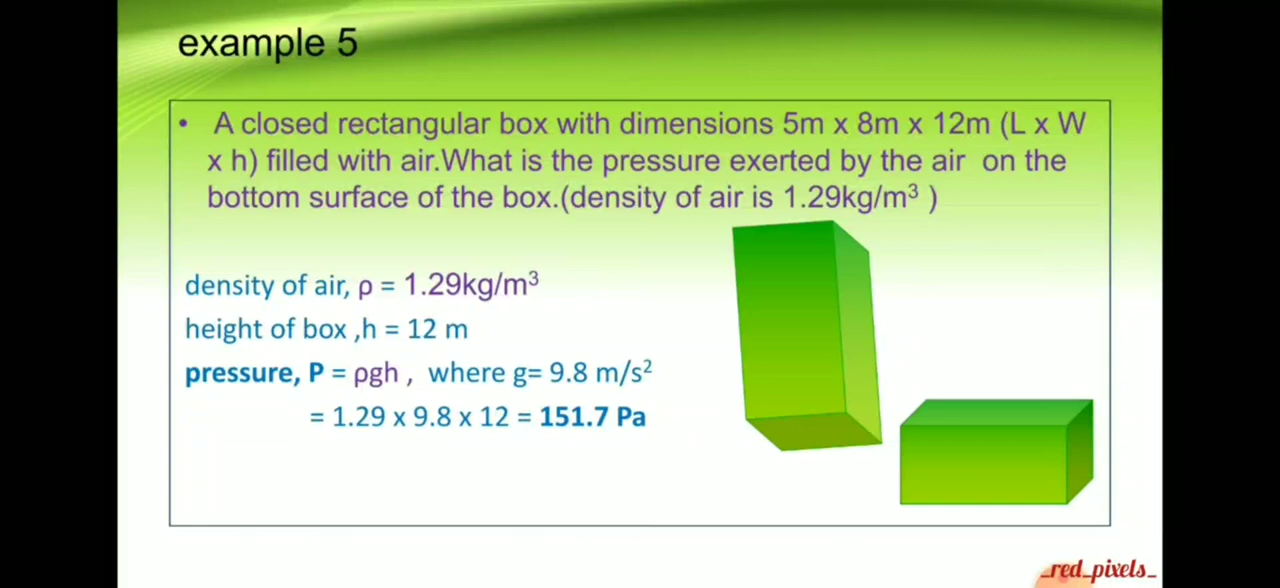 example 5
• A closed rectangular box with dimensions 5m x 8m x 12m (L x W
x h) filled with air.What is the pressure exerted by the air on the
bottom surface of the box.(density of air is 1.29kg/m³ )
density of air, ρ = 1.29kg/m³
height of box ,h = 12 m
pressure, P = ρgh , where g= 9.8 m/s²
= 1.29 x 9.8 x 12 = 151.7 Pa
_red_pixels_